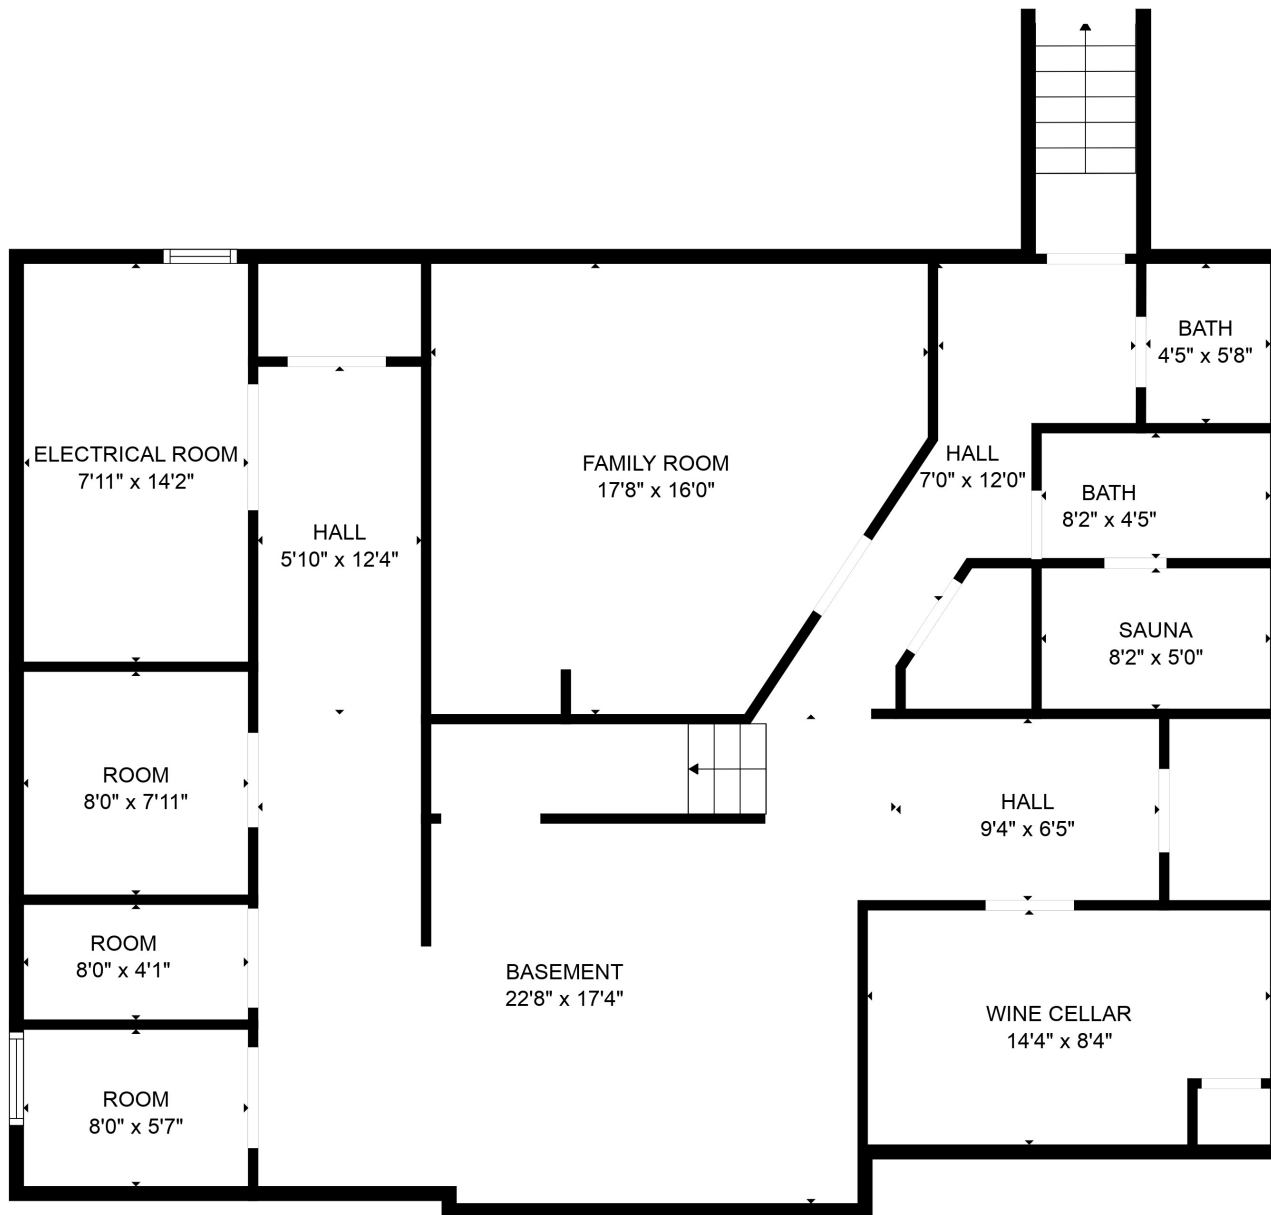 BATH
4'5" x 5'8"
ELECTRICAL ROOM
7'11" x 14'2"
FAMILY ROOM
17'8" x 16'0"
HALL
7'0" x 12'0"
BATH
8'2" x 4'5"
HALL
5'10" x 12'4"
SAUNA
8'2" x 5'0"
ROOM
8'0" x 7'11"
HALL
9'4" x 6'5"
ROOM
8'0" x 4'1"
BASEMENT
22'8" x 17'4"
WINE CELLAR
14'4" x 8'4"
ROOM
8'0" x 5'7"